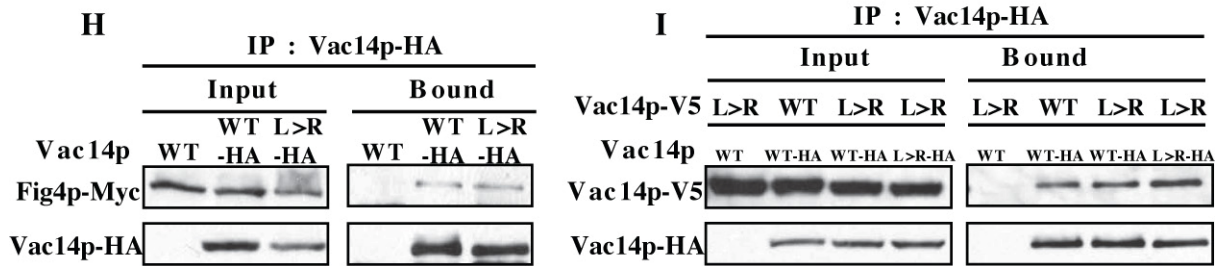 H
IP : Vac14p-HA
Input Bound
WT L>R WT L>R
Vac14p WT -HA -HA WT -HA -HA
Fig4p-Myc
Vac14p-HA
I
IP : Vac14p-HA
Input Bound
Vac14p-V5 L>R WT L>R L>R L>R WT L>R L>R
Vac14p WT WT-HA WT-HA L>R-HA WT WT-HA WT-HA L>R-HA
Vac14p-V5
Vac14p-HA